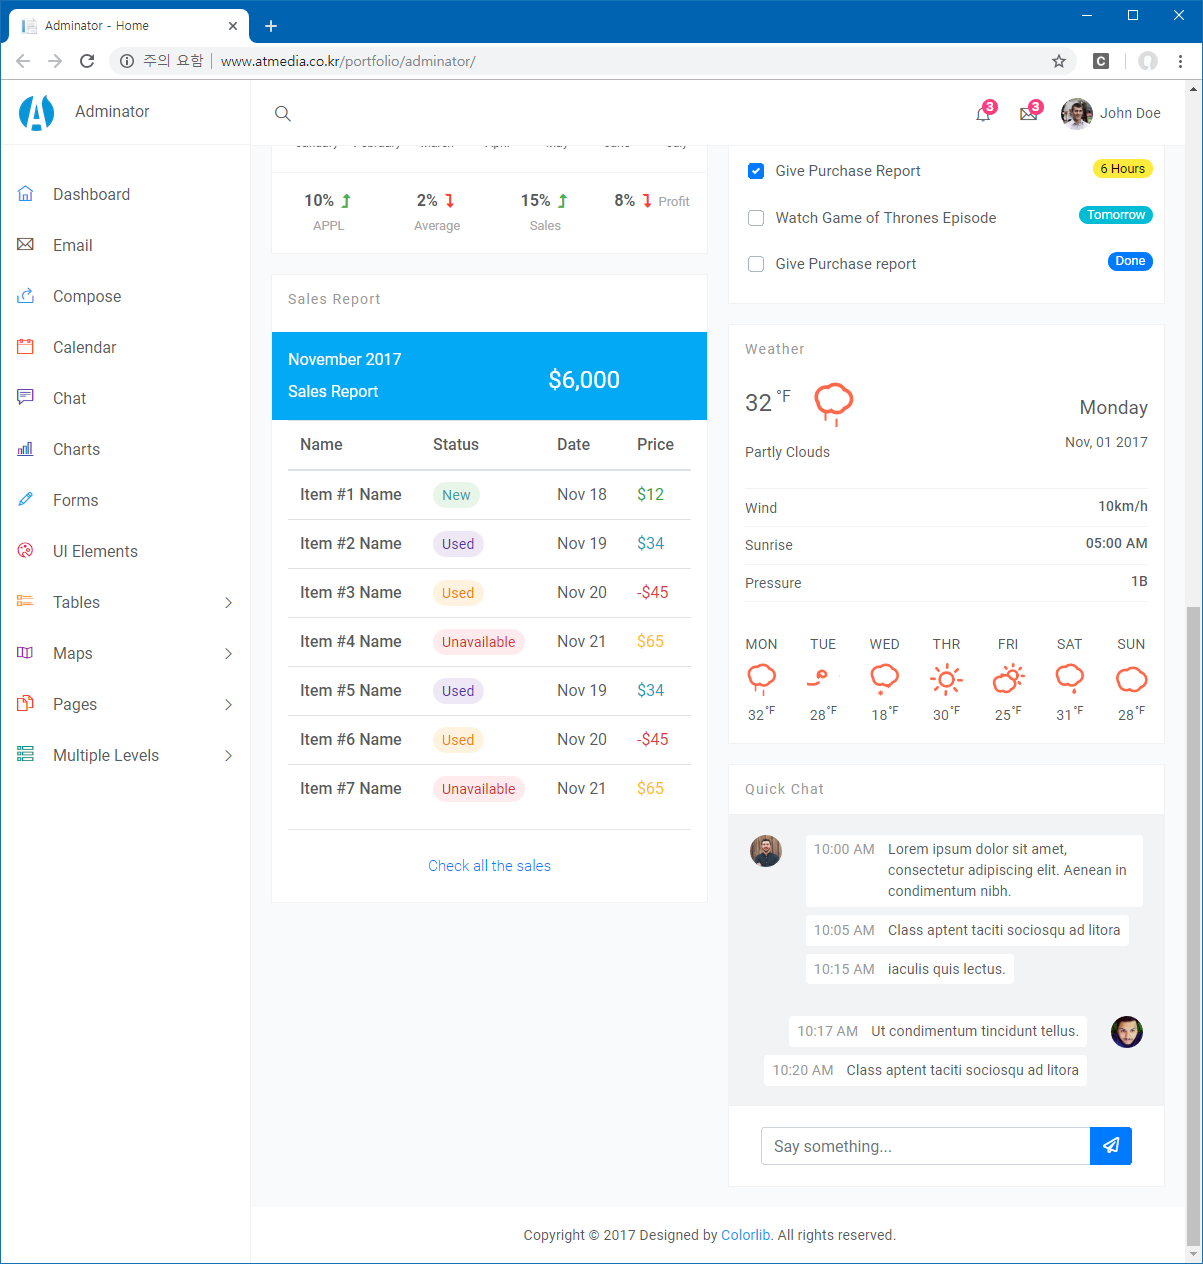 Adminator - Home
주의 요함 | www.atmedia.co.kr/portfolio/adminator/
C
Adminator
3
3
John Doe
Dashboard
Email
Compose
Calendar
Chat
Charts
Forms
UI Elements
Tables
Maps
Pages
Multiple Levels
January February March April May June July
10% 2% 15% 8% Profit
APPL Average Sales
Sales Report
November 2017
Sales Report
$6,000
Name Status Date Price
Item #1 Name New Nov 18 $12
Item #2 Name Used Nov 19 $34
Item #3 Name Used Nov 20 -$45
Item #4 Name Unavailable Nov 21 $65
Item #5 Name Used Nov 19 $34
Item #6 Name Used Nov 20 -$45
Item #7 Name Unavailable Nov 21 $65
Check all the sales
Give Purchase Report 6 Hours
Watch Game of Thrones Episode Tomorrow
Give Purchase report Done
Weather
32 °F
Partly Clouds
Monday
Nov, 01 2017
Wind 10km/h
Sunrise 05:00 AM
Pressure 1B
MON TUE WED THR FRI SAT SUN
32°F 28°F 18°F 30°F 25°F 31°F 28°F
Quick Chat
10:00 AM Lorem ipsum dolor sit amet,
consectetur adipiscing elit. Aenean in
condimentum nibh.
10:05 AM Class aptent taciti sociosqu ad litora
10:15 AM iaculis quis lectus.
10:17 AM Ut condimentum tincidunt tellus.
10:20 AM Class aptent taciti sociosqu ad litora
Say something...
Copyright © 2017 Designed by Colorlib. All rights reserved.